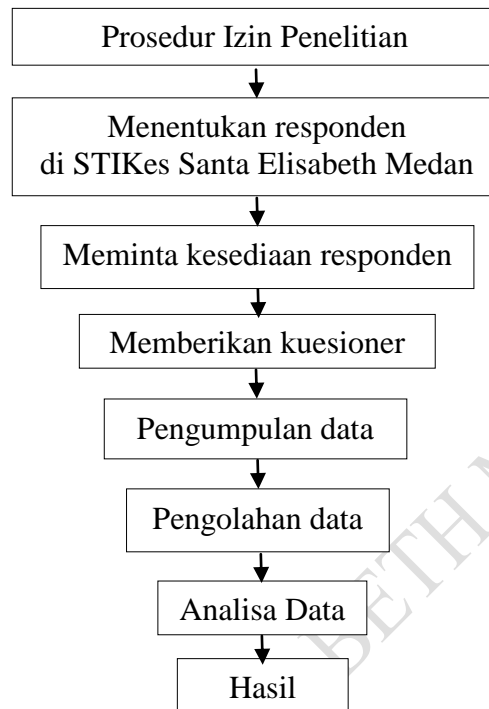 Prosedur Izin Penelitian
Menentukan responden
di STIKes Santa Elisabeth Medan
Meminta kesediaan responden
Memberikan kuesioner
Pengumpulan data
Pengolahan data
Analisa Data
Hasil